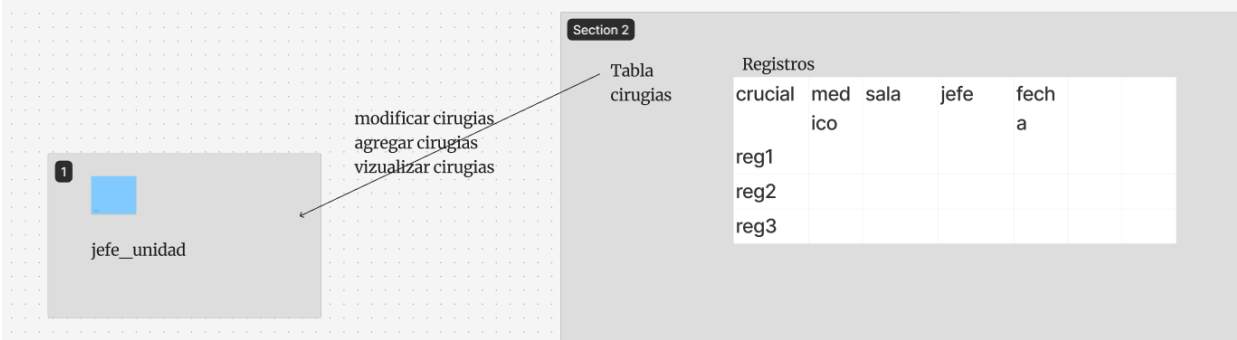 Section 2
Tabla
cirugias
Registros
crucial med sala jefe fech
ico a
reg1
reg2
reg3
modificar cirugias
agregar cirugias
vizualizar cirugias
1
jefe_unidad